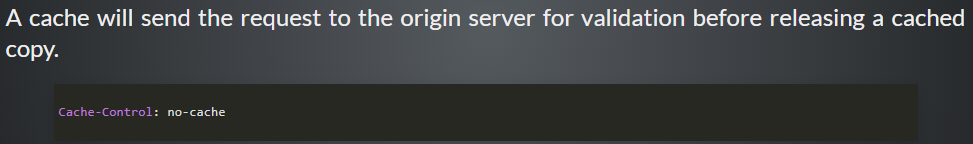 A cache will send the request to the origin server for validation before releasing a cached
copy.
Cache-Control: no-cache